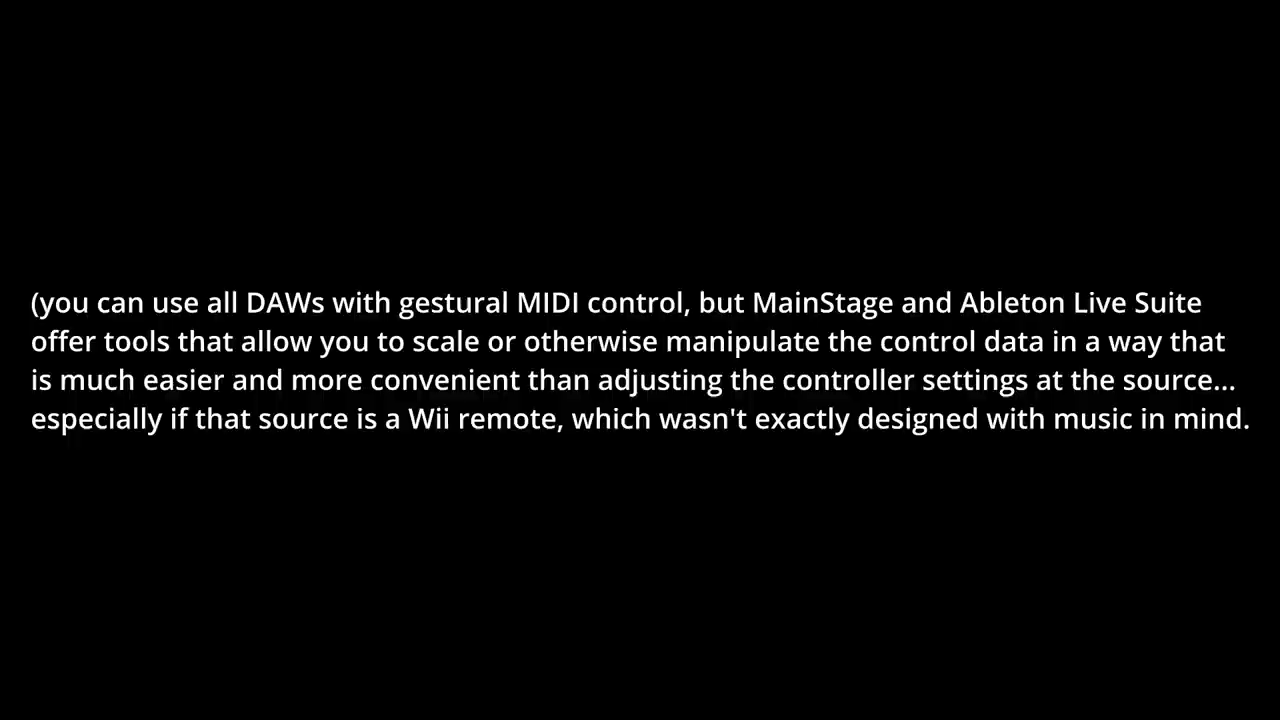 (you can use all DAWs with gestural MIDI control, but MainStage and Ableton Live Suite
offer tools that allow you to scale or otherwise manipulate the control data in a way that
is much easier and more convenient than adjusting the controller settings at the source...
especially if that source is a Wii remote, which wasn't exactly designed with music in mind.